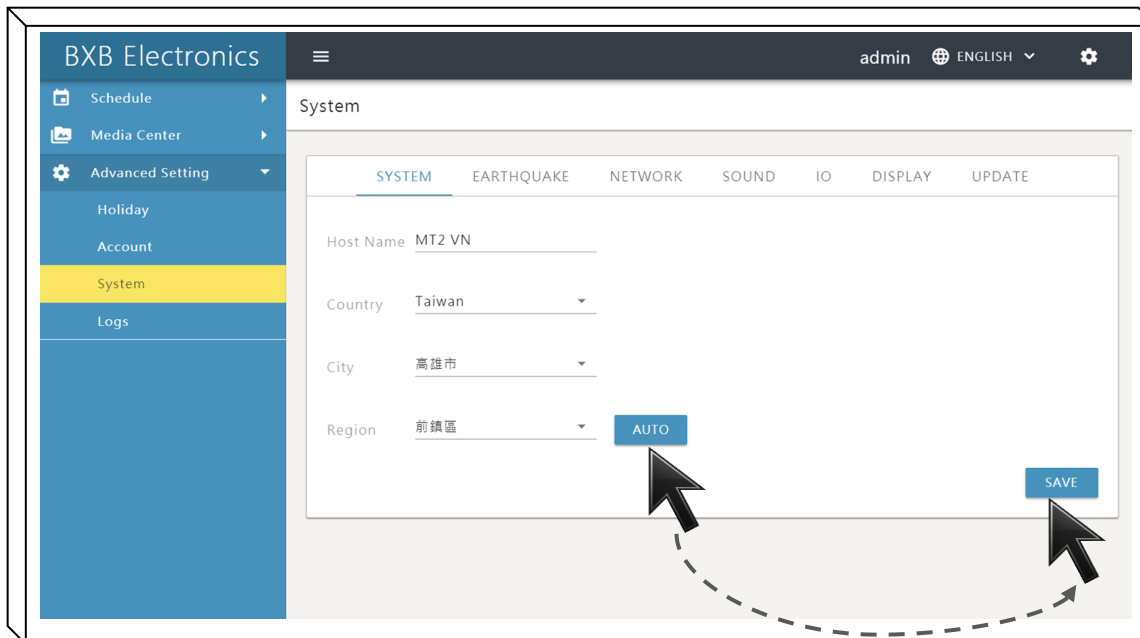 BXB Electronics
admin ENGLISH
Schedule
Media Center
Advanced Setting
Holiday
Account
System
Logs
System
SYSTEM EARTHQUAKE NETWORK SOUND IO DISPLAY UPDATE
Host Name MT2 VN
Country Taiwan
City 高雄市
Region 前鎮區 AUTO
SAVE